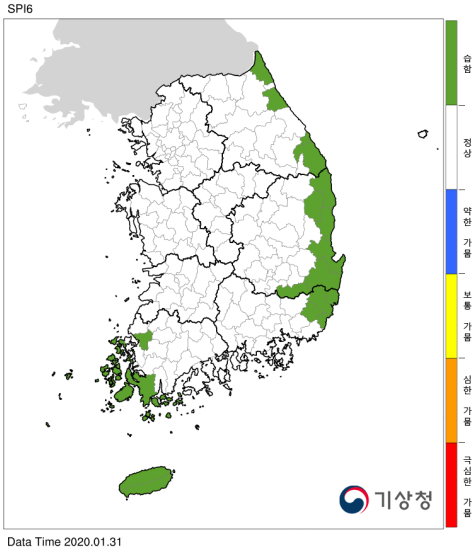 SPI6
습함
정상
약한 가뭄
보통 가뭄
심한 가뭄
극심한 가뭄
기상청
Data Time 2020.01.31